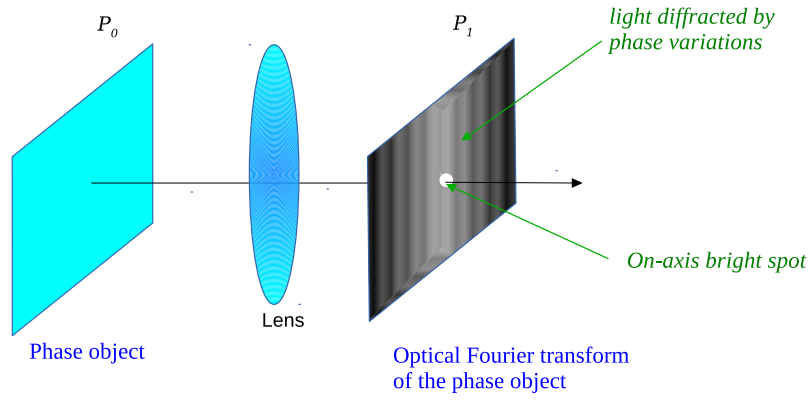 P0
P1
light diffracted by
phase variations
On-axis bright spot
Lens
Phase object
Optical Fourier transform
of the phase object